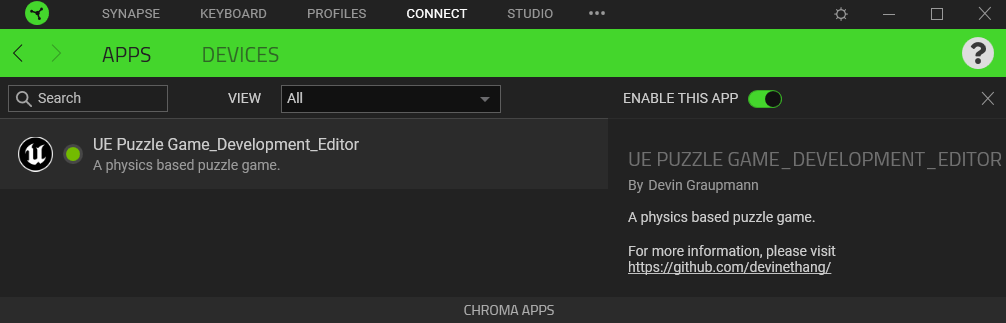 SYNAPSE KEYBOARD PROFILES CONNECT STUDIO
APPS DEVICES ?
Search VIEW All ENABLE THIS APP
UE Puzzle Game_Development_Editor
A physics based puzzle game.
UE PUZZLE GAME_DEVELOPMENT_EDITOR
By Devin Graupmann
A physics based puzzle game.
For more information, please visit
https://github.com/devinethang/
CHROMA APPS